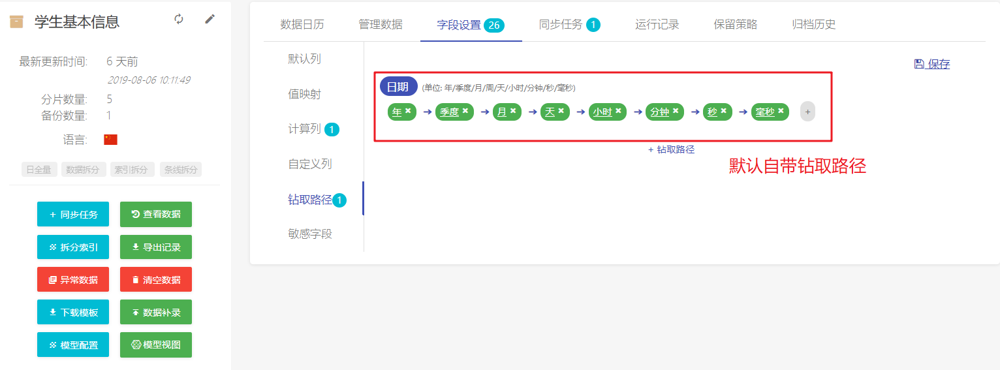 学生基本信息
最新更新时间: 6 天前
2019-08-06 10:11:49
分片数量: 5
备份数量: 1
语言:
日全量 数据拆分 索引拆分 条线拆分
+ 同步任务 查看数据
拆分索引 导出记录
异常数据 清空数据
下载模板 数据补录
模型配置 模型视图
数据日历 管理数据 字段设置 26 同步任务 1 运行记录 保留策略 归档历史
默认列
值映射
计算列 1
自定义列
钻取路径 1
敏感字段
保存
日期 (单位: 年/季度/月/周/天/小时/分钟/秒/毫秒)
年 × → 季度 × → 月 × → 天 × → 小时 × → 分钟 × → 秒 × → 毫秒 × +
+ 钻取路径
默认自带钻取路径